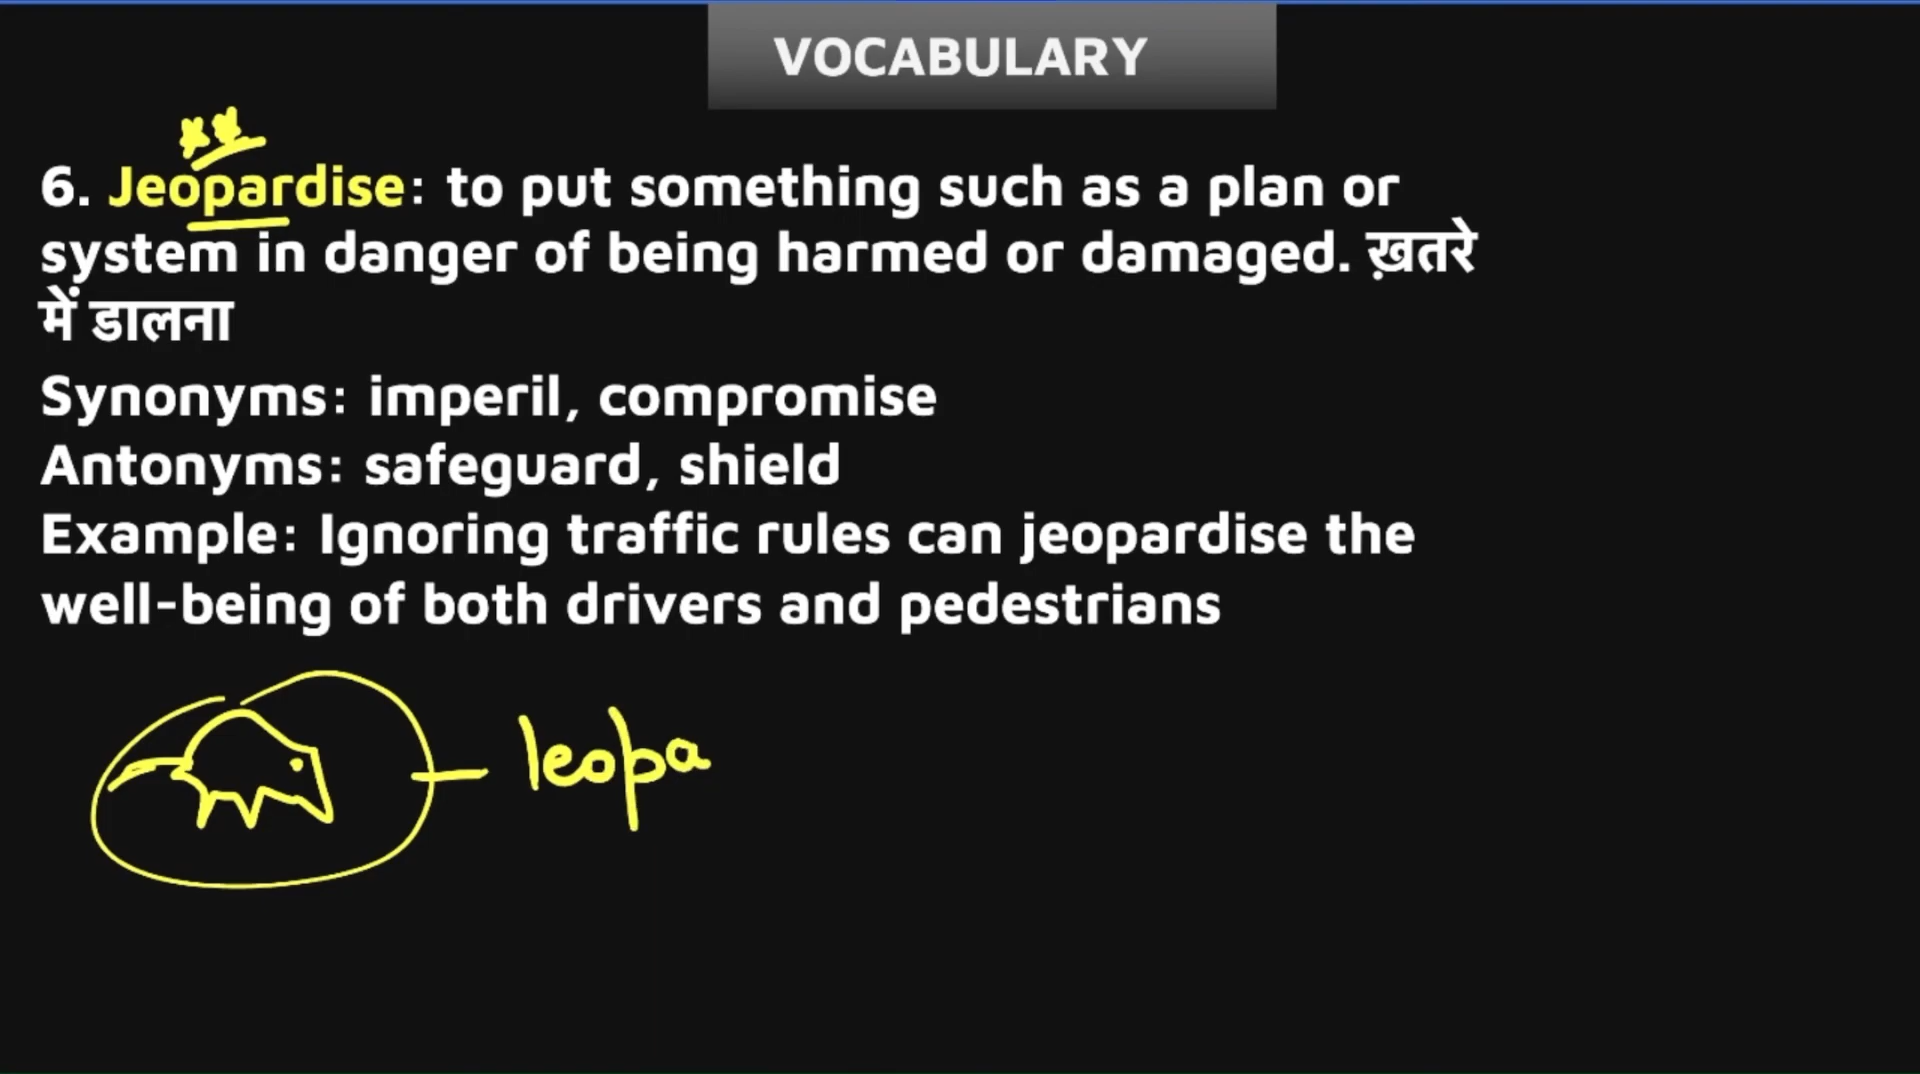 VOCABULARY
6. Jeopardise: to put something such as a plan or
system in danger of being harmed or damaged. ख़तरे
में डालना
Synonyms: imperil, compromise
Antonyms: safeguard, shield
Example: Ignoring traffic rules can jeopardise the
well-being of both drivers and pedestrians
leopa